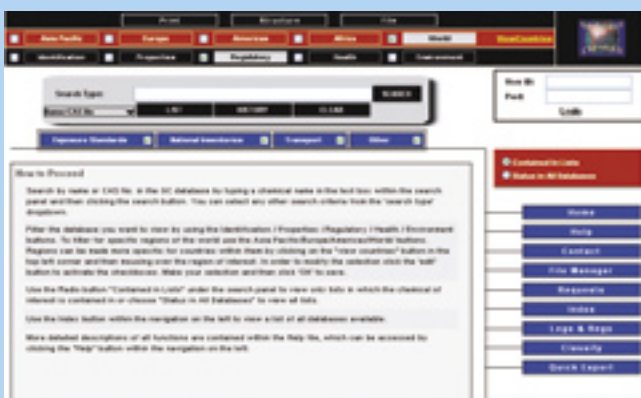 Print Structure File
Asia Pacific Europe Americas Africa World View Countries
Identification Properties Regulatory Health Environment
Search Type:
SEARCH
Name/CAS No
LIST HISTORY CLEAR
User ID:
Pwd:
Login
Exposure Standards National Inventories Transport Other
How to Proceed
Search by name or CAS No. in the SC database by typing a chemical name in the text box within the search
panel and then clicking the search button. You can select any other search criteria from the 'search type'
dropdown.
Filter the database you want to view by using the Identification / Properties / Regulatory / Health / Environment
buttons. To filter for specific regions of the world use the Asia Pacific/Europe/Americas/World buttons.
Regions can be made more specific for countries within them by clicking on the "view countries" button in the
top left corner and then mousing over the region of interest. In order to modify the selection click the 'edit'
button to activate the checkboxes. Make your selection and then click 'OK' to save.
Use the Radio button "Contained in Lists" under the search panel to view only lists in which the chemical of
interest is contained in or choose "Status in All Databases" to view all lists.
Use the Index button within the navigation on the left to view a list of all databases available.
More detailed descriptions of all functions are contained within the Help file, which can be accessed by
clicking the "Help" button within the navigation on the left.
Contained in Lists
Status in All Databases
Home
Help
Contact
File Manager
Requests
Index
Logo & Regs
Classify
Quick Export